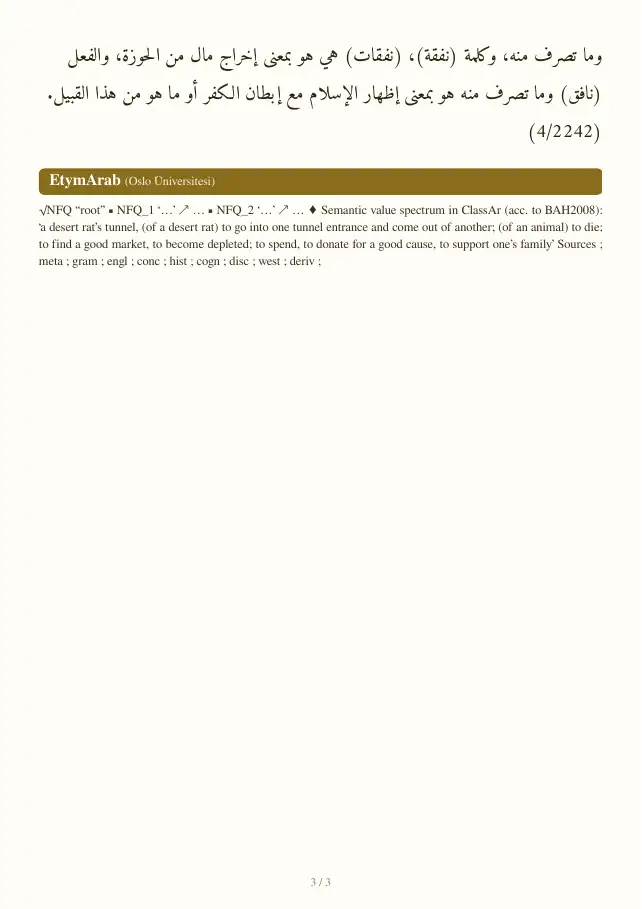 وما تصرف منه، وكلمة (نفقة)، (نفقات) هي هو بمعنى إخراج مال من الحوزة، والفعل
(نافق) وما تصرف منه هو بمعنى إظهار الإسلام مع إبطان الكفر أو ما هو من هذا القبيل.
(4/2242)
EtymArab (Oslo Üniversitesi)
√NFQ “root” ▪ NFQ_1 ‘…’ ↗ … ▪ NFQ_2 ‘…’ ↗ … ♦ Semantic value spectrum in ClassAr (acc. to BAH2008):
‘a desert rat’s tunnel, (of a desert rat) to go into one tunnel entrance and come out of another; (of an animal) to die;
to find a good market, to become depleted; to spend, to donate for a good cause, to support one’s family’ Sources ;
meta ; gram ; engl ; conc ; hist ; cogn ; disc ; west ; deriv ;
3 / 3